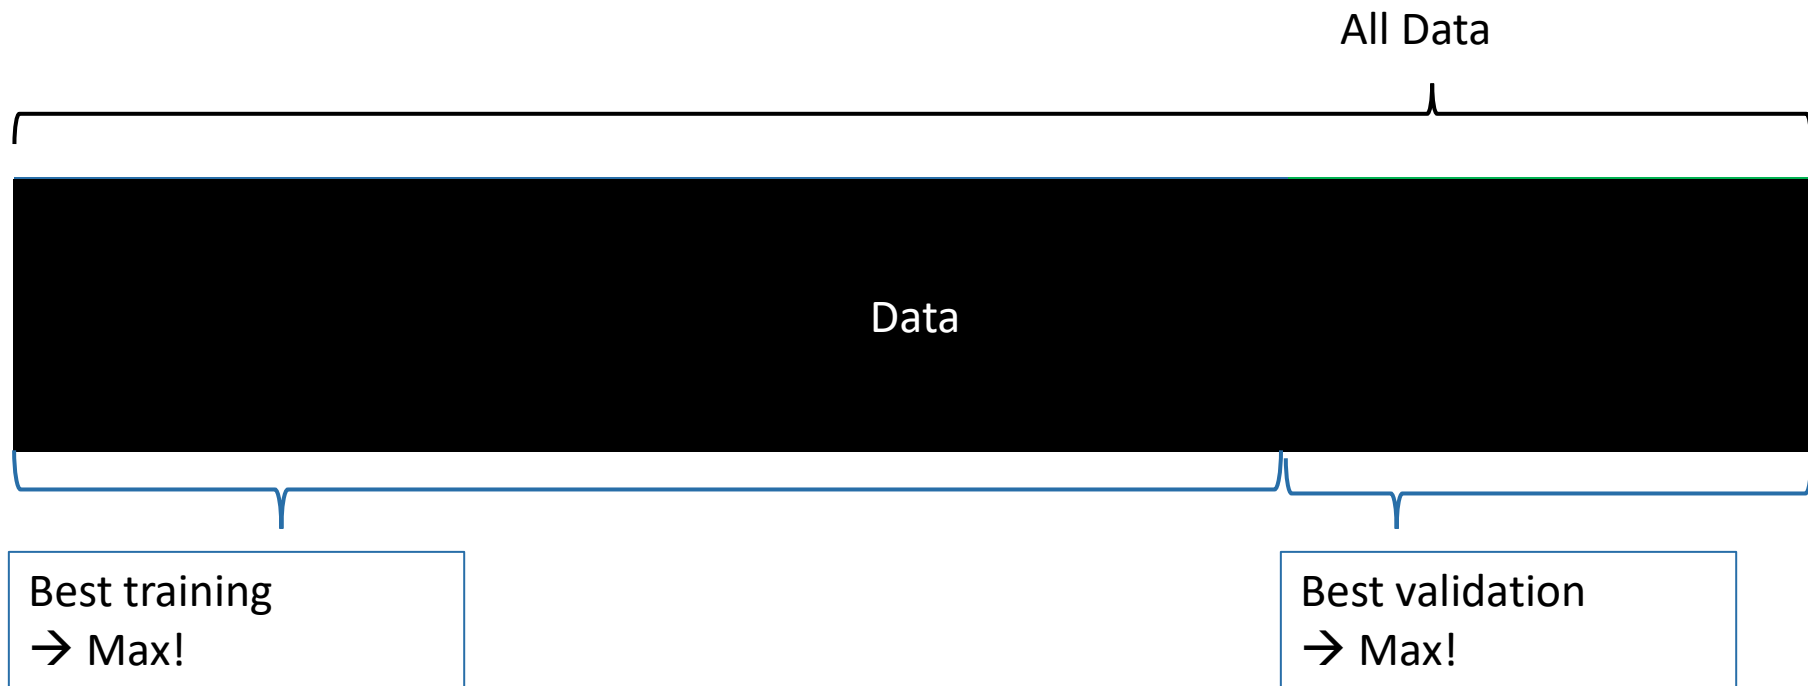 All Data
Data
Best training
→ Max!
Best validation
→ Max!